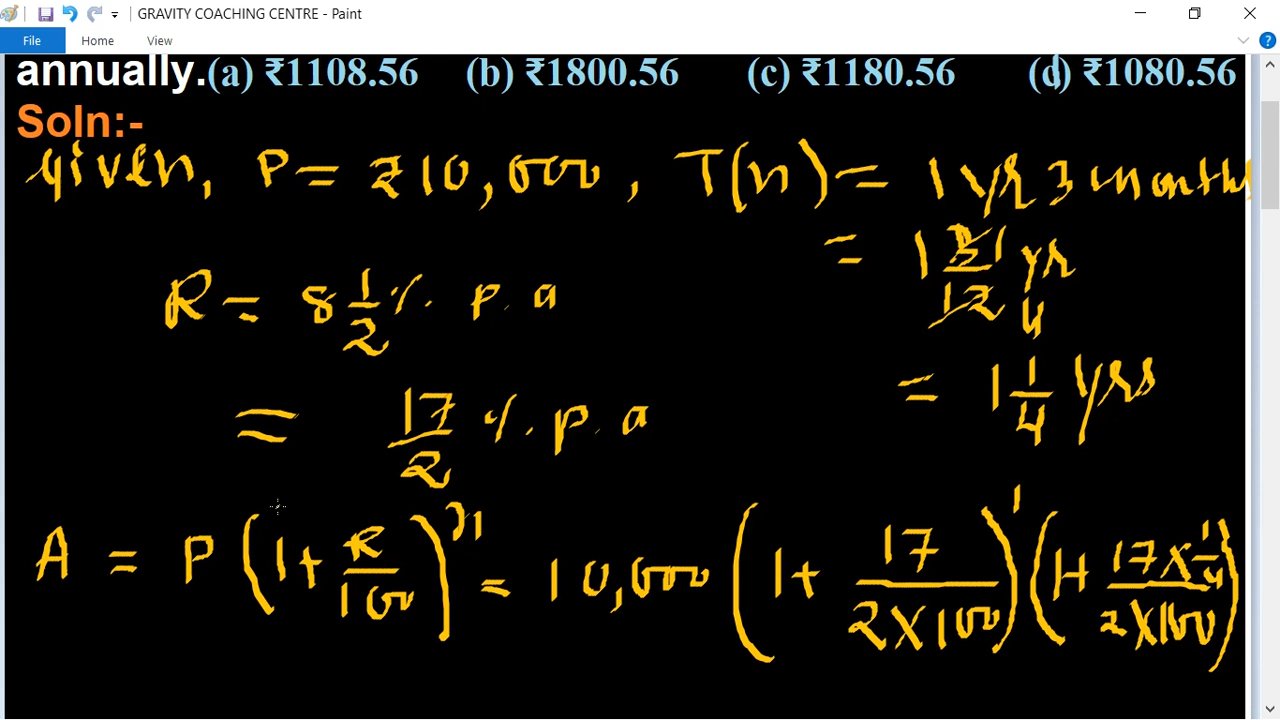 GRAVITY COACHING CENTRE - Paint
File Home View
annually.(a) ₹1108.56 (b) ₹1800.56 (c) ₹1180.56 (d) ₹1080.56
Soln:-
Given, P = ₹10,000, T(n) = 1 yr 3 months
= 1 3/12 yr 1 4
R = 8 1/2 % p.a
= 1 1/4 yrs
= 17/2 % p.a
A = P (1 + R/100)^n = 10,000 (1 + 17/2×100)^1 (1 + 17×1/4 / 2×100)